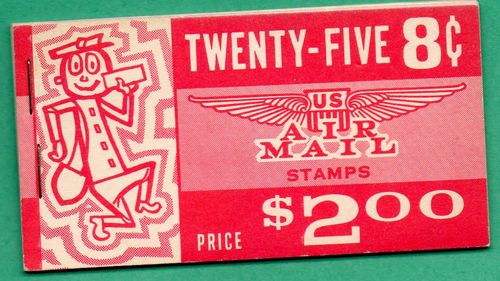 TWENTY-FIVE 8¢
US
AIR
MAIL
STAMPS
PRICE $2.00